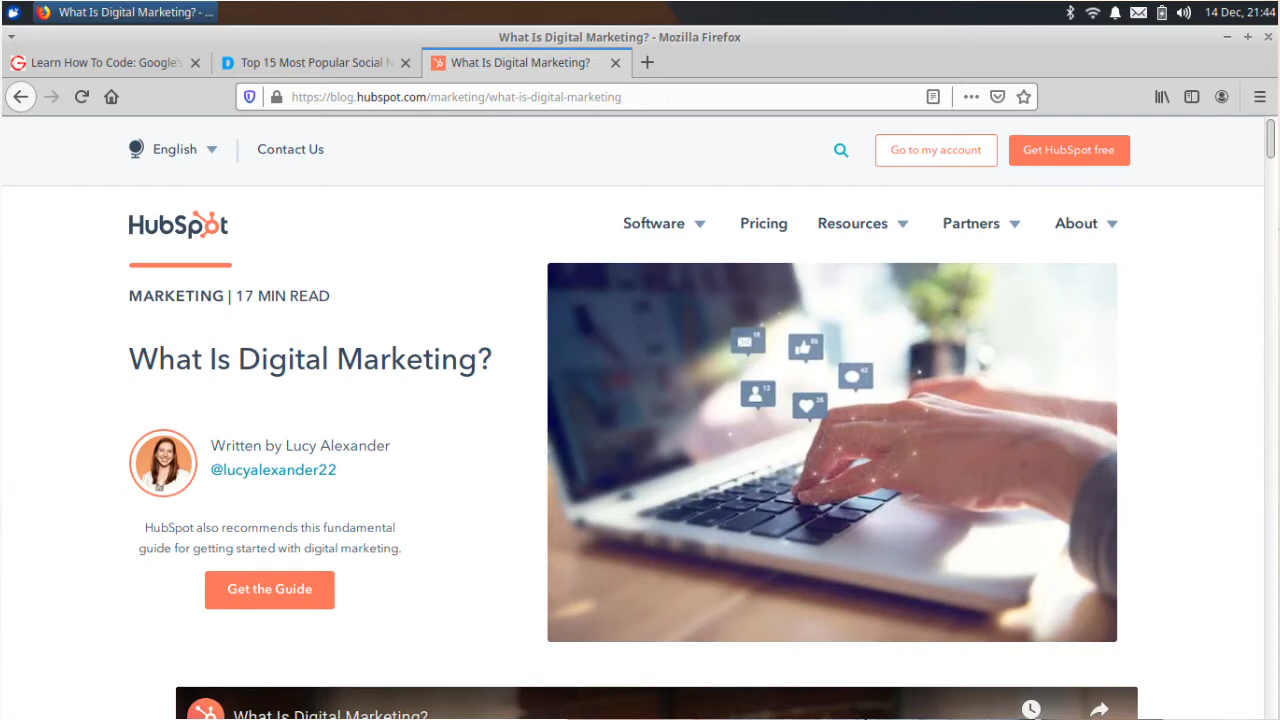 What Is Digital Marketing? - ...
14 Dec, 21:44
What Is Digital Marketing? - Mozilla Firefox
Learn How To Code: Google's
Top 15 Most Popular Social N
What Is Digital Marketing?
https://blog.hubspot.com/marketing/what-is-digital-marketing
English
Contact Us
Go to my account
Get HubSpot free
HubSpot
Software
Pricing
Resources
Partners
About
MARKETING | 17 MIN READ
What Is Digital Marketing?
Written by Lucy Alexander
@lucyalexander22
HubSpot also recommends this fundamental
guide for getting started with digital marketing.
Get the Guide
12
What Is Digital Marketing?